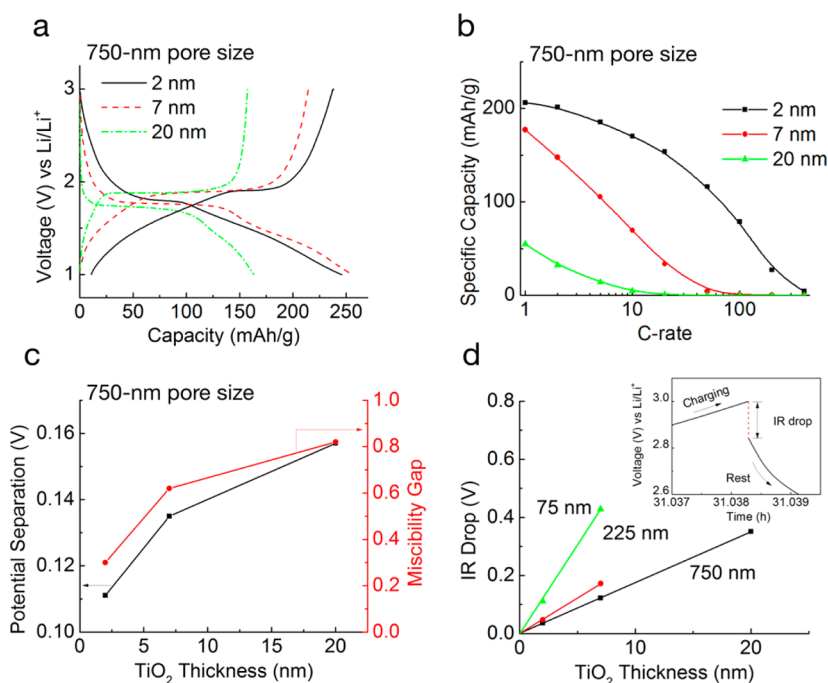 a
750-nm pore size
2 nm
7 nm
20 nm
3
2
1
Voltage (V) vs Li/Li+
0 50 100 150 200 250
Capacity (mAh/g)
b
750-nm pore size
2 nm
7 nm
20 nm
200
100
0
Specific Capacity (mAh/g)
1 10 100
C-rate
c
750-nm pore size
0.16
0.14
0.12
0.10
Potential Separation (V)
1.0
0.8
0.6
0.4
0.2
0.0
Miscibility Gap
0 5 10 15 20
TiO2 Thickness (nm)
d
0.8
0.6
0.4
0.2
0.0
IR Drop (V)
75 nm
225 nm
750 nm
0 5 10 15 20 25
TiO2 Thickness (nm)
Charging
IR drop
Rest
3.0
2.8
2.6
Voltage (V) vs Li/Li+
31.037 31.038 31.039
Time (h)